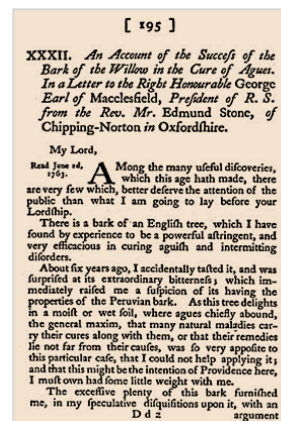 [ 195 ]
XXXII. An Account of the Succeſs of the
Bark of the Willow in the Cure of Agues.
In a Letter to the Right Honourable George
Earl of Macclesfield, Preſident of R. S.
from the Rev. Mr. Edmund Stone, of
Chipping-Norton in Oxfordſhire.
My Lord,
Read June 2d,
1763.
AMong the many uſeful diſcoveries,
which this age hath made, there
are very few which, better deſerve the attention of the
public than what I am going to lay before your
Lordſhip.
There is a bark of an Engliſh tree, which I have
found by experience to be a powerful aſtringent, and
very efficacious in curing aguiſh and intermitting
diſorders.
About ſix years ago, I accidentally taſted it, and was
ſurpriſed at its extraordinary bitterneſs; which im-
mediately raiſed me a ſuſpicion of its having the
properties of the Peruvian bark. As this tree delights
in a moiſt or wet ſoil, where agues chiefly abound,
the general maxim, that many natural maladies car-
ry their cures along with them, or that their remedies
lie not far from their cauſes, was ſo very appoſite to
this particular caſe, that I could not help applying it;
and that this might be the intention of Providence here,
I muſt own had ſome little weight with me.
The exceſſive plenty of this bark furniſhed
me, in my ſpeculative diſquiſitions upon it, with an
D d 2 argument